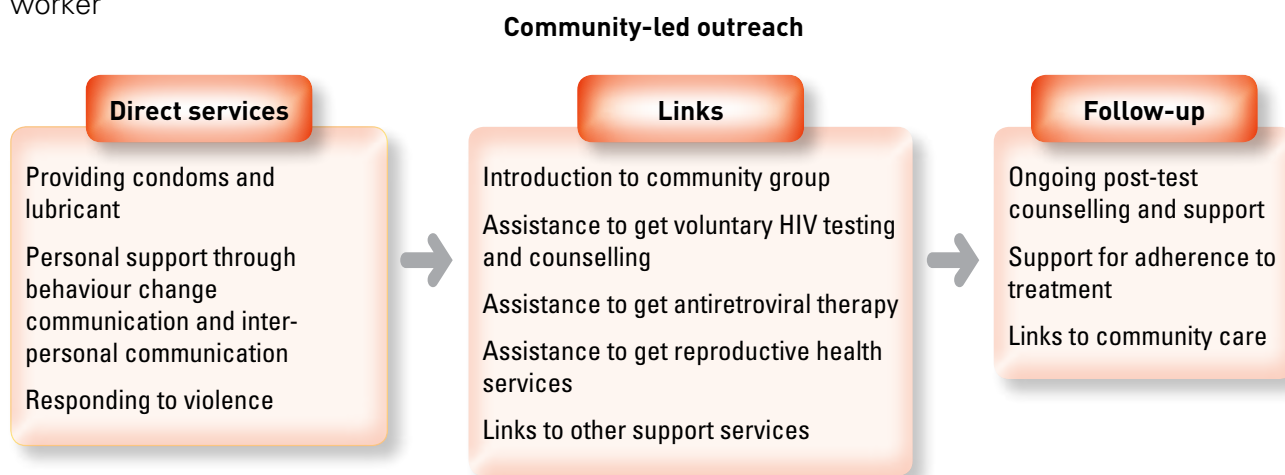 worker
Community-led outreach
Direct services
Providing condoms and
lubricant
Personal support through
behaviour change
communication and inter-
personal communication
Responding to violence
Links
Introduction to community group
Assistance to get voluntary HIV testing
and counselling
Assistance to get antiretroviral therapy
Assistance to get reproductive health
services
Links to other support services
Follow-up
Ongoing post-test
counselling and support
Support for adherence to
treatment
Links to community care